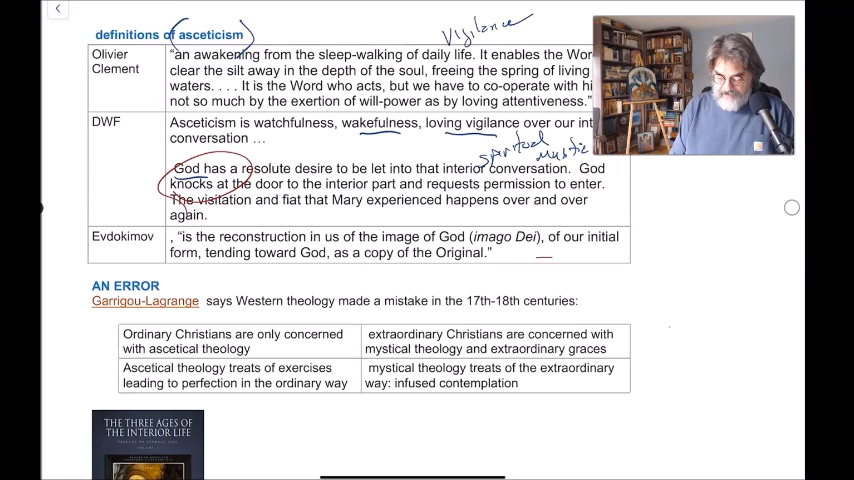 definitions of asceticism
Vigilance
Olivier Clement
"an awakening from the sleep-walking of daily life. It enables the Wor
clear the silt away in the depth of the soul, freeing the spring of living
waters. . . . It is the Word who acts, but we have to co-operate with hi
not so much by the exertion of will-power as by loving attentiveness."
DWF
Asceticism is watchfulness, wakefulness, loving vigilance over our int
conversation ...
spiritual
mystic
God has a resolute desire to be let into that interior conversation. God
knocks at the door to the interior part and requests permission to enter.
The visitation and fiat that Mary experienced happens over and over
again.
Evdokimov
, "is the reconstruction in us of the image of God (imago Dei), of our initial
form, tending toward God, as a copy of the Original."
AN ERROR
Garrigou-Lagrange says Western theology made a mistake in the 17th-18th centuries:
Ordinary Christians are only concerned
with ascetical theology
extraordinary Christians are concerned with
mystical theology and extraordinary graces
Ascetical theology treats of exercises
leading to perfection in the ordinary way
mystical theology treats of the extraordinary
way: infused contemplation
THE THREE AGES OF
THE INTERIOR LIFE